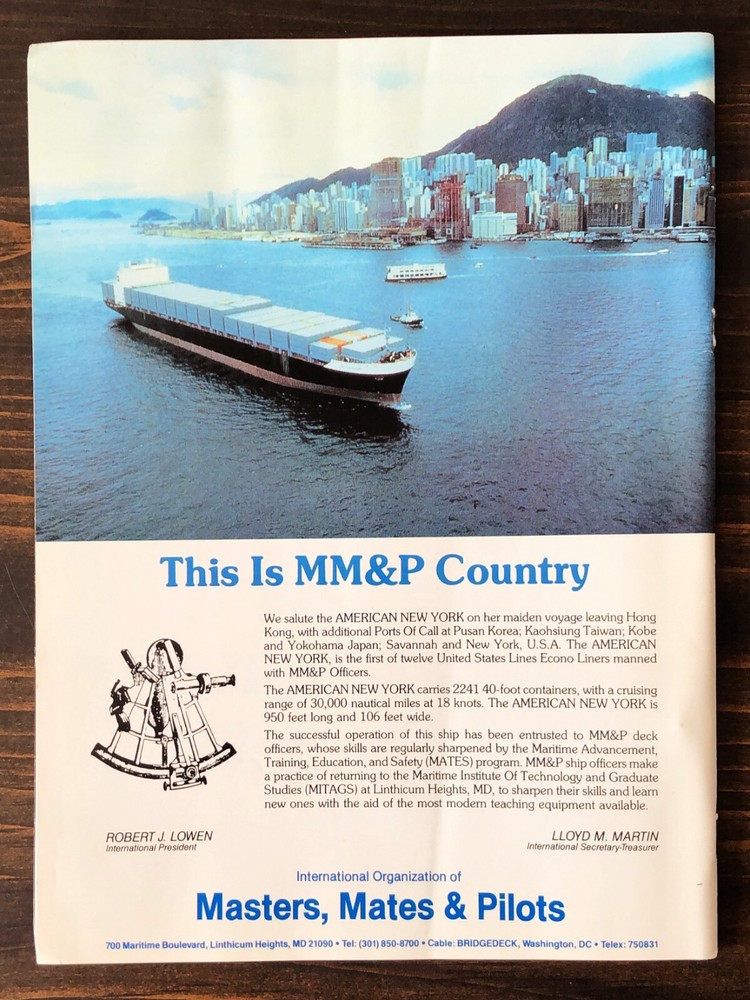 This Is MM&P Country
We salute the AMERICAN NEW YORK on her maiden voyage leaving Hong
Kong, with additional Ports Of Call at Pusan Korea; Kaohsiung Taiwan; Kobe
and Yokohama Japan; Savannah and New York, U.S.A. The AMERICAN
NEW YORK, is the first of twelve United States Lines Econo Liners manned
with MM&P Officers.
The AMERICAN NEW YORK carries 2241 40-foot containers, with a cruising
range of 30,000 nautical miles at 18 knots. The AMERICAN NEW YORK is
950 feet long and 106 feet wide.
The successful operation of this ship has been entrusted to MM&P deck
officers, whose skills are regularly sharpened by the Maritime Advancement,
Training, Education, and Safety (MATES) program. MM&P ship officers make
a practice of returning to the Maritime Institute Of Technology and Graduate
Studies (MITAGS) at Linthicum Heights, MD, to sharpen their skills and learn
new ones with the aid of the most modern teaching equipment available.
ROBERT J. LOWEN
International President
LLOYD M. MARTIN
International Secretary-Treasurer
International Organization of
Masters, Mates & Pilots
700 Maritime Boulevard, Linthicum Heights, MD 21090 • Tel: (301) 850-8700 • Cable: BRIDGEDECK, Washington, DC • Telex: 750831